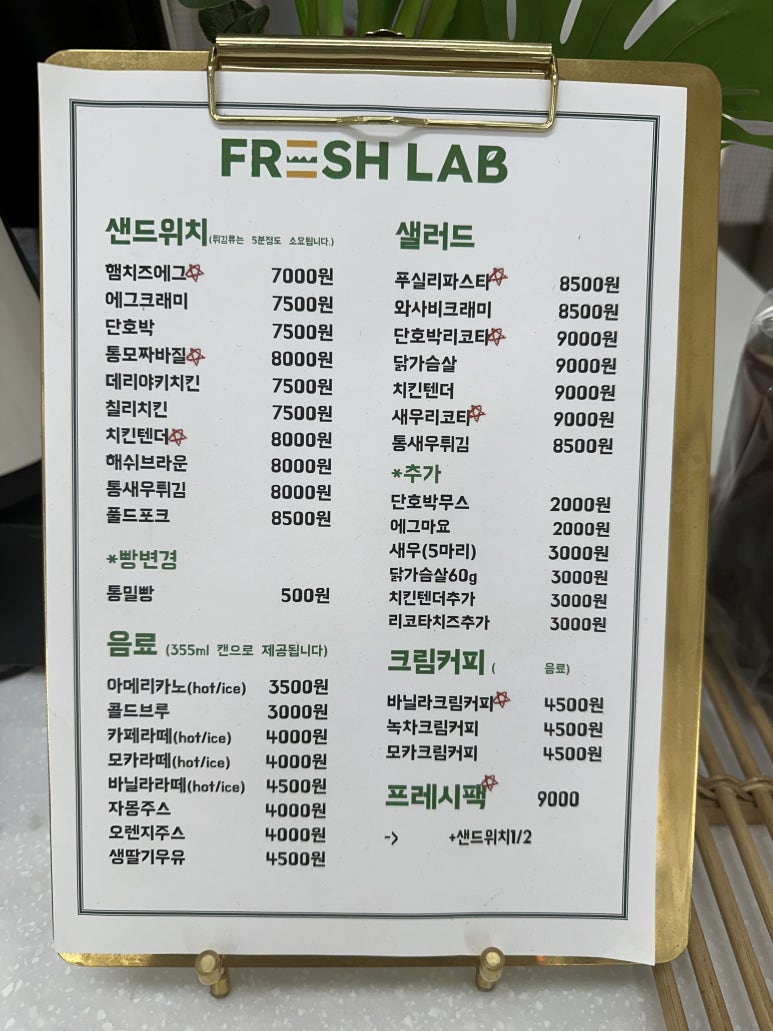 FRESH LAB
샌드위치(튀김류는 5분정도 소요됩니다.)
햄치즈에그 7000원
에그크래미 7500원
단호박 7500원
통모짜바질 8000원
데리야키치킨 7500원
칠리치킨 7500원
치킨텐더 8000원
해쉬브라운 8000원
통새우튀김 8000원
풀드포크 8500원
*빵변경
통밀빵 500원
음료 (355ml 캔으로 제공됩니다)
아메리카노(hot/ice) 3500원
콜드브루 3000원
카페라떼(hot/ice) 4000원
모카라떼(hot/ice) 4000원
바닐라라떼(hot/ice) 4500원
자몽주스 4000원
오렌지주스 4000원
생딸기우유 4500원
샐러드
푸실리파스타 8500원
와사비크래미 8500원
단호박리코타 9000원
닭가슴살 9000원
치킨텐더 9000원
새우리코타 9000원
통새우튀김 8500원
*추가
단호박무스 2000원
에그마요 2000원
새우(5마리) 3000원
닭가슴살60g 3000원
치킨텐더추가 3000원
리코타치즈추가 3000원
크림커피 ( 음료)
바닐라크림커피 4500원
녹차크림커피 4500원
모카크림커피 4500원
프레시팩 9000
-> +샌드위치1/2